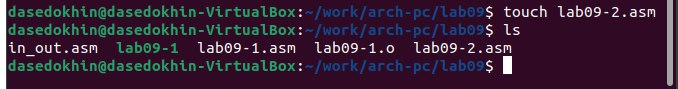 dasedokhin@dasedokhin-VirtualBox:~/work/arch-pc/lab09$ touch lab09-2.asm
dasedokhin@dasedokhin-VirtualBox:~/work/arch-pc/lab09$ ls
in_out.asm  lab09-1  lab09-1.asm  lab09-1.o  lab09-2.asm
dasedokhin@dasedokhin-VirtualBox:~/work/arch-pc/lab09$